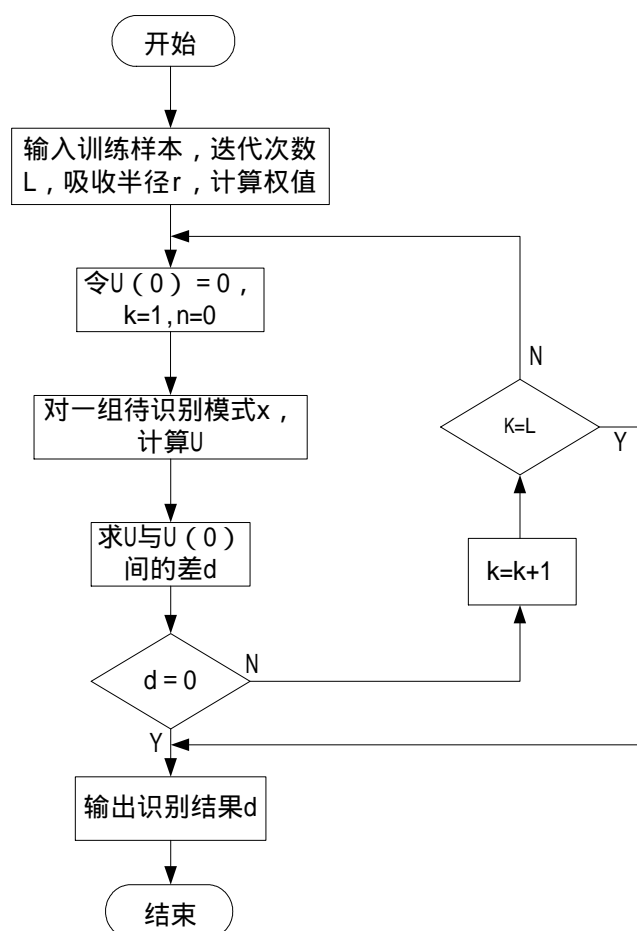 开始
输入训练样本，迭代次数
L，吸收半径r，计算权值
令U（0）=0，
k=1,n=0
N
对一组待识别模式x，
计算U
K=L
Y
求U与U（0）
间的差d
k=k+1
d = 0
N
Y
输出识别结果d
结束